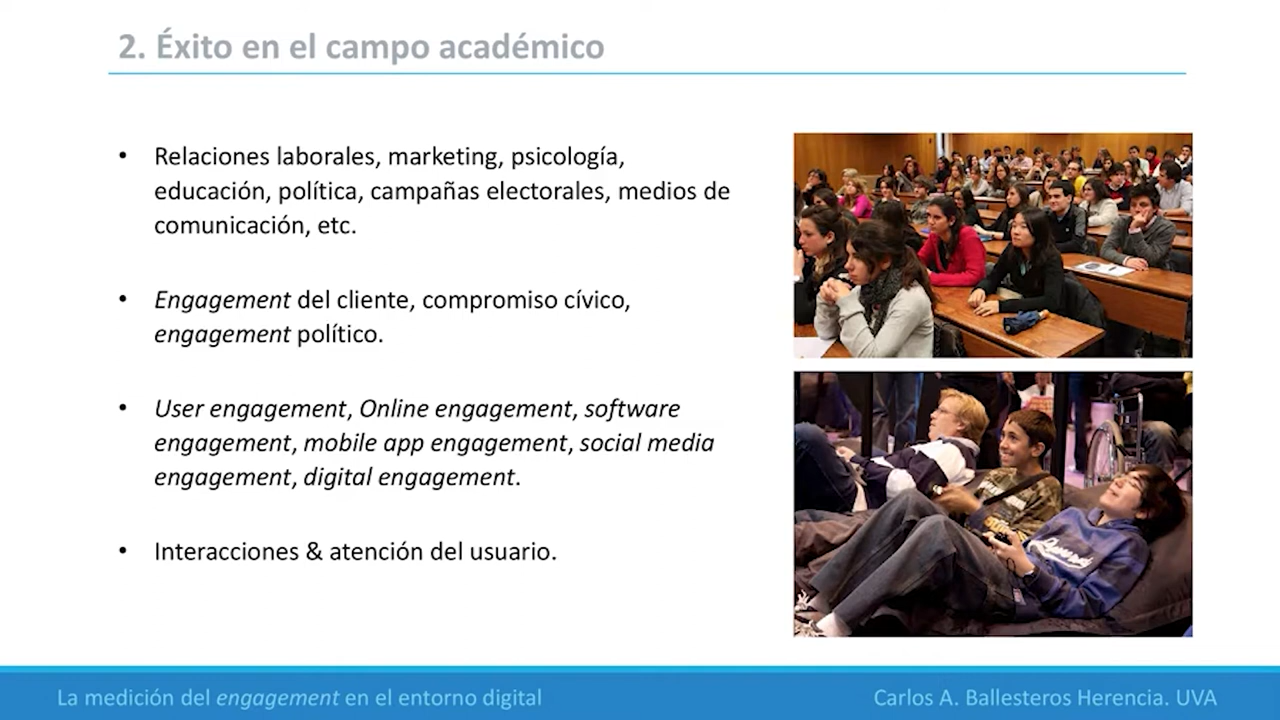 2. Éxito en el campo académico
• Relaciones laborales, marketing, psicología,
educación, política, campañas electorales, medios de
comunicación, etc.
• Engagement del cliente, compromiso cívico,
engagement político.
• User engagement, Online engagement, software
engagement, mobile app engagement, social media
engagement, digital engagement.
• Interacciones & atención del usuario.
La medición del engagement en el entorno digital
Carlos A. Ballesteros Herencia. UVA